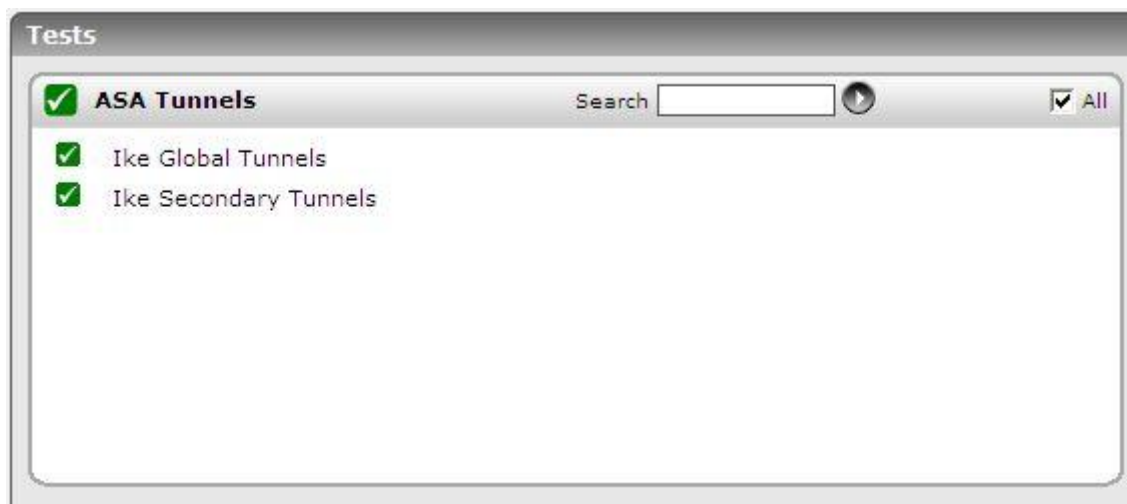 Tests
ASA Tunnels Search All
Ike Global Tunnels
Ike Secondary Tunnels